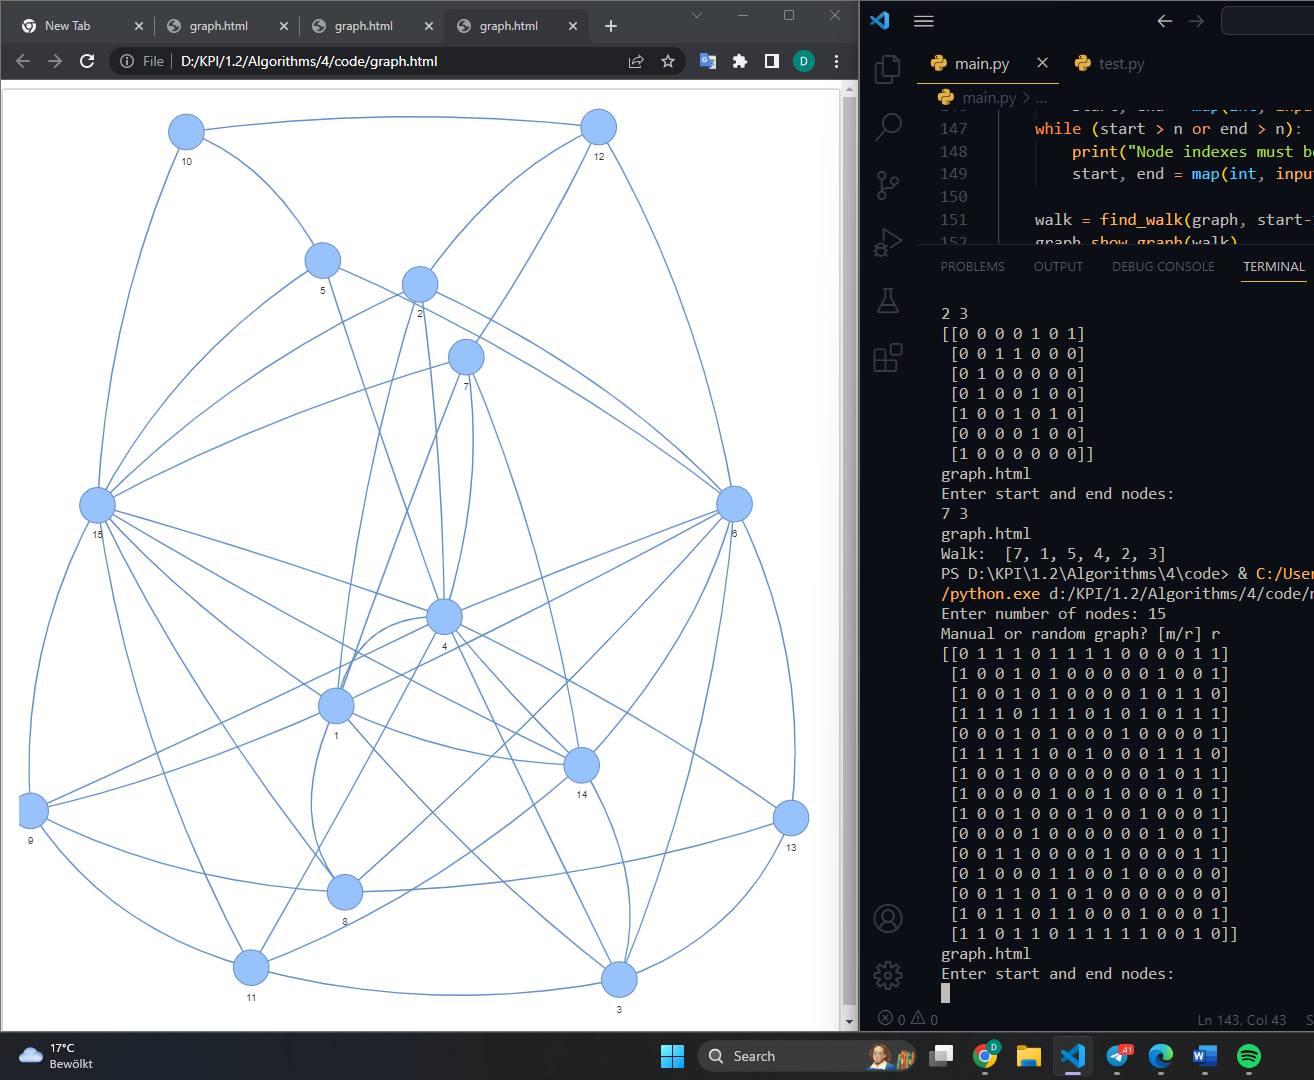 New Tab
graph.html
graph.html
graph.html
File
D:/KPI/1.2/Algorithms/4/code/graph.html
D
10
12
5
2
7
15
6
4
1
14
9
13
8
11
3
main.py
test.py
main.py > ...
147 while (start > n or end > n):
148 print("Node indexes must b
149 start, end = map(int, inpu
150
151 walk = find_walk(graph, start-
152 graph.show_graph(walk)
PROBLEMS OUTPUT DEBUG CONSOLE TERMINAL
2 3
[[0 0 0 0 1 0 1]
[0 0 1 1 0 0 0]
[0 1 0 0 0 0 0]
[0 1 0 0 1 0 0]
[1 0 0 1 0 1 0]
[0 0 0 0 1 0 0]
[1 0 0 0 0 0 0]]
graph.html
Enter start and end nodes:
7 3
graph.html
Walk:  [7, 1, 5, 4, 2, 3]
PS D:\KPI\1.2\Algorithms\4\code> & C:/User
/python.exe d:/KPI/1.2/Algorithms/4/code/
Enter number of nodes: 15
Manual or random graph? [m/r] r
[[0 1 1 1 0 1 1 1 1 0 0 0 0 1 1]
[1 0 0 1 0 1 0 0 0 0 0 1 0 0 1]
[1 0 0 1 0 1 0 0 0 0 1 0 1 1 0]
[1 1 1 0 1 1 1 0 1 0 1 0 1 1 1]
[0 0 0 1 0 1 0 0 0 1 0 0 0 0 1]
[1 1 1 1 1 0 0 1 0 0 0 1 1 1 0]
[1 0 0 1 0 0 0 0 0 0 0 1 0 1 1]
[1 0 0 0 0 1 0 0 1 0 0 0 1 0 1]
[1 0 0 1 0 0 0 1 0 0 1 0 0 0 1]
[0 0 0 0 1 0 0 0 0 0 0 1 0 0 1]
[0 0 1 1 0 0 0 0 1 0 0 0 0 1 1]
[0 1 0 0 0 1 1 0 0 1 0 0 0 0 0]
[0 0 1 1 0 1 0 1 0 0 0 0 0 0 0]
[1 0 1 1 0 1 1 0 0 0 1 0 0 0 1]
[1 1 0 1 1 0 1 1 1 1 1 0 0 1 0]]
graph.html
Enter start and end nodes:
0 0
Ln 143, Col 43
17°C
Bewölkt
Search
D
41
W